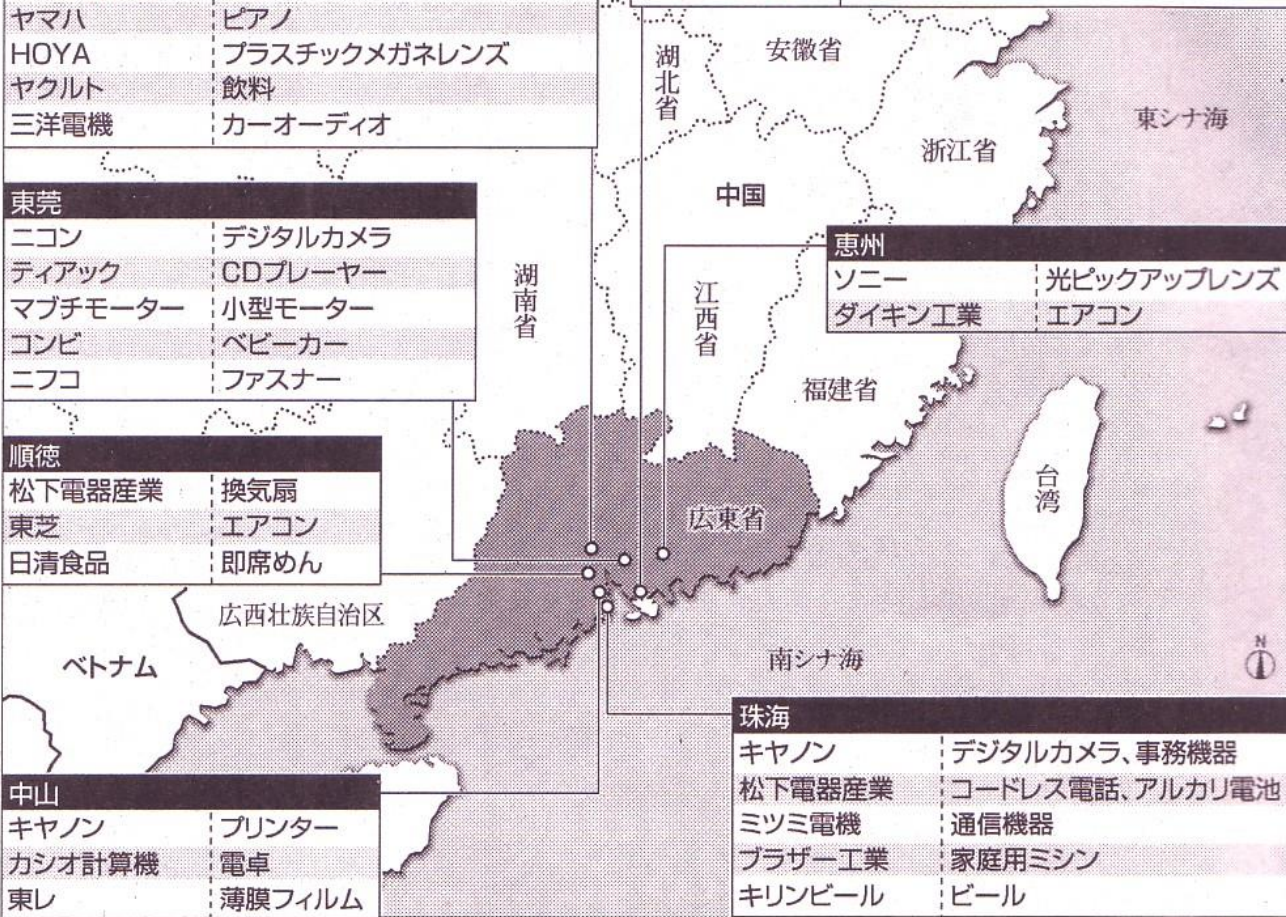 ヤマハ ピアノ
HOYA プラスチックメガネレンズ
ヤクルト 飲料
三洋電機 カーオーディオ
東莞
ニコン デジタルカメラ
ティアック CDプレーヤー
マブチモーター 小型モーター
コンビ ベビーカー
ニフコ ファスナー
順徳
松下電器産業 換気扇
東芝 エアコン
日清食品 即席めん
中山
キヤノン プリンター
カシオ計算機 電卓
東レ 薄膜フィルム
恵州
ソニー 光ピックアップレンズ
ダイキン工業 エアコン
珠海
キヤノン デジタルカメラ、事務機器
松下電器産業 コードレス電話、アルカリ電池
ミツミ電機 通信機器
ブラザー工業 家庭用ミシン
キリンビール ビール
湖北省
安徽省
浙江省
東シナ海
中国
湖南省
江西省
福建省
広東省
台湾
広西壮族自治区
ベトナム
南シナ海
N